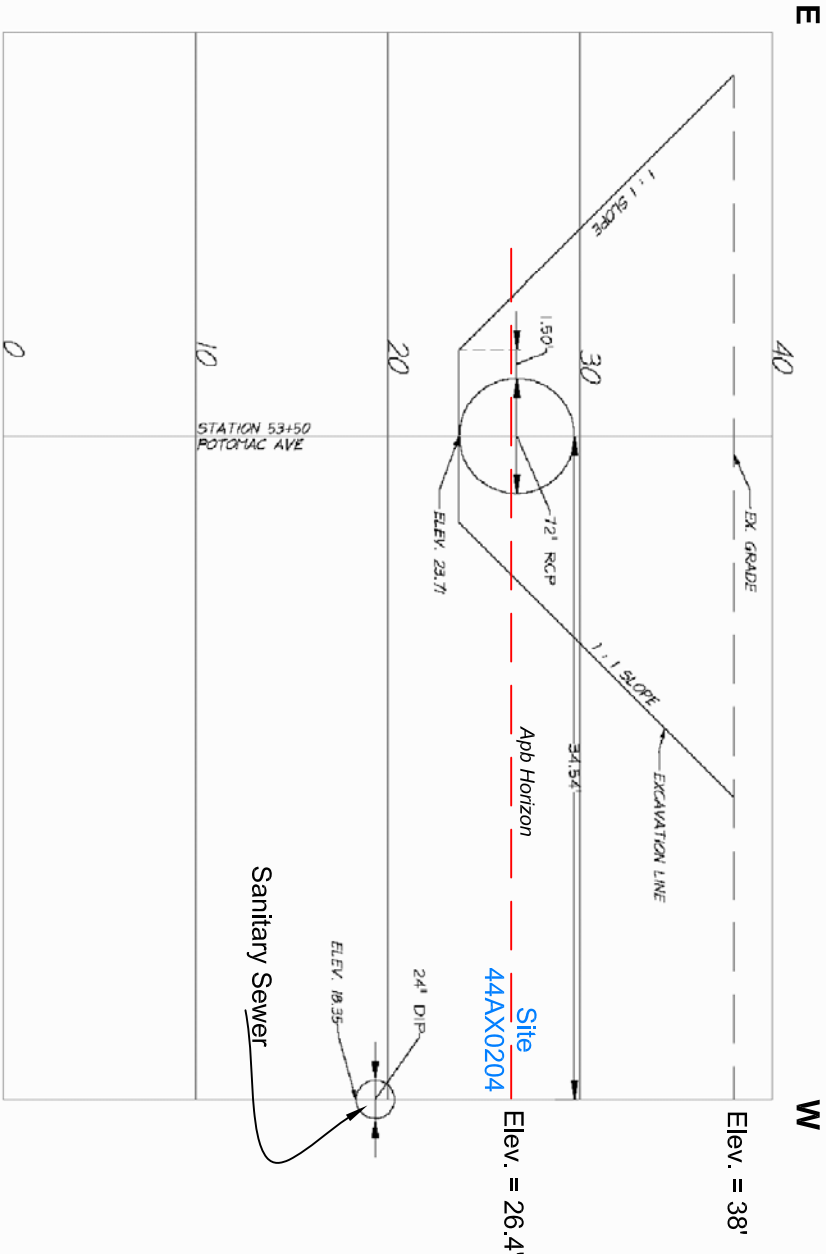 E
W
40
30
20
10
0
1:1 SLOPE
1.50'
STATION 53+50
POTOMAC AVE
EX. GRADE
72" RCP
ELEV. 23.71
1:1 SLOPE
34.54'
EXCAVATION LINE
Apb Horizon
Site
44AX0204
24" DIP
ELEV. 18.35
Sanitary Sewer
Elev. = 38'
Elev. = 26.4'